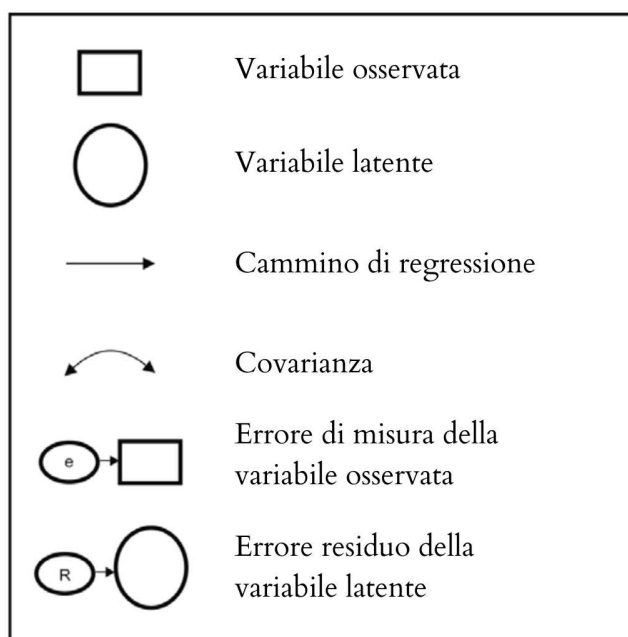 Variabile osservata
Variabile latente
Cammino di regressione
Covarianza
Errore di misura della
variabile osservata
e
Errore residuo della
variabile latente
R